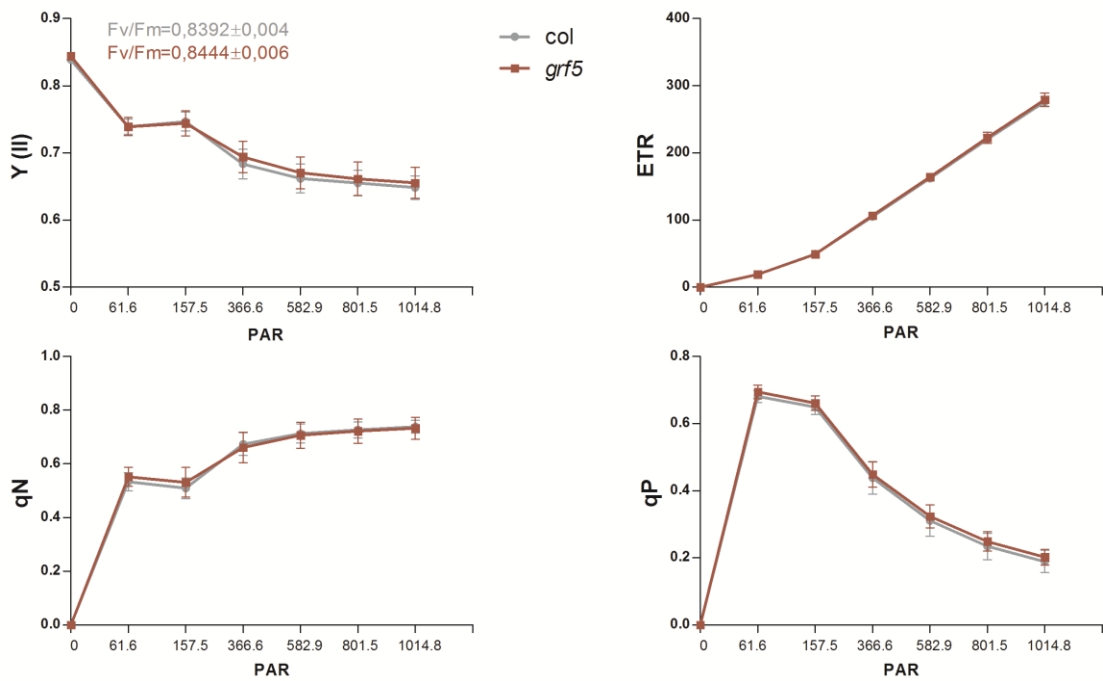 Fv/Fm=0,8392±0,004
Fv/Fm=0,8444±0,006
Y (II)
0.9
0.8
0.7
0.6
0.5
0 61.6 157.5 366.6 582.9 801.5 1014.8
PAR
col
grf5
ETR
400
300
200
100
0
0 61.6 157.5 366.6 582.9 801.5 1014.8
PAR
qN
1.0
0.8
0.6
0.4
0.2
0.0
0 61.6 157.5 366.6 582.9 801.5 1014.8
PAR
qP
0.8
0.6
0.4
0.2
0.0
0 61.6 157.5 366.6 582.9 801.5 1014.8
PAR